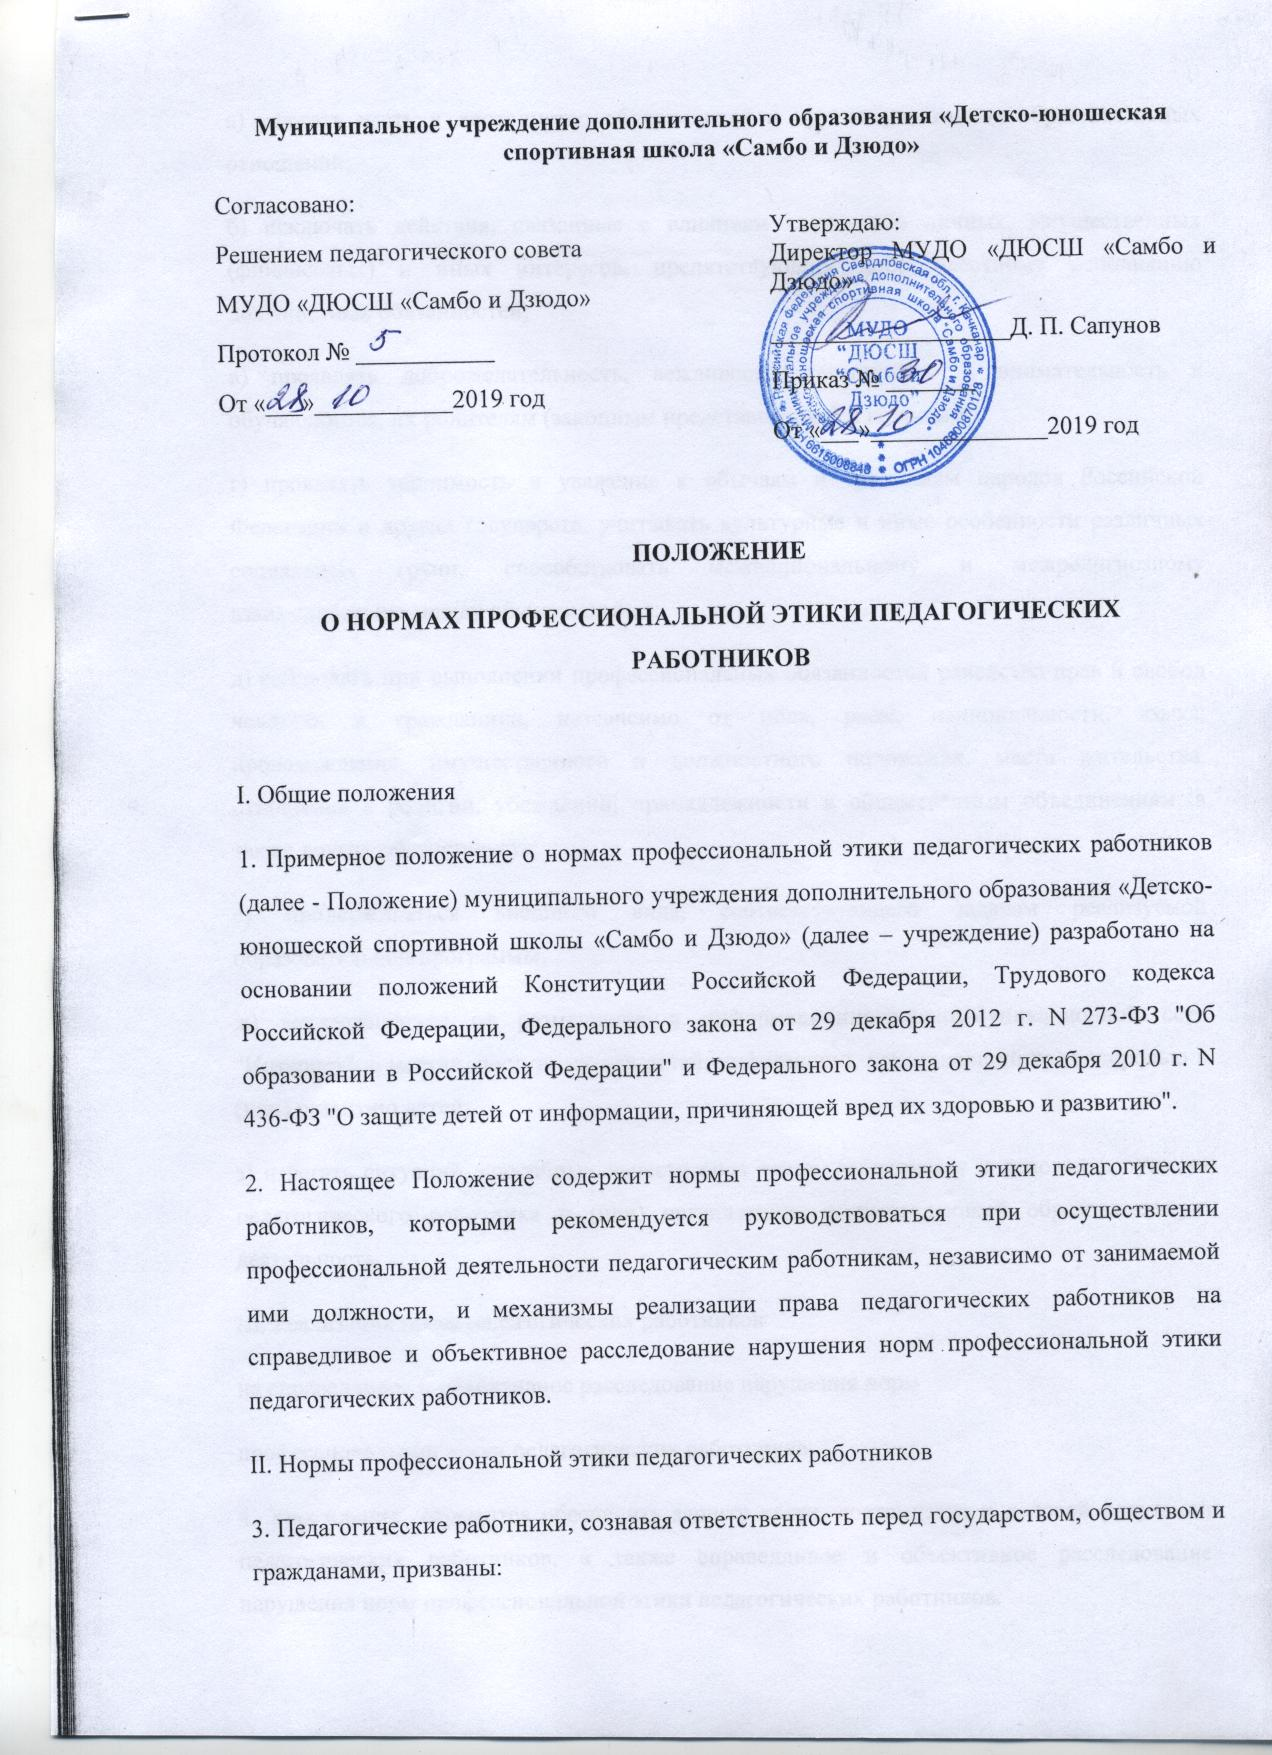 Муниципальное учреждение дополнительного образования «Детско-юношеская
спортивная школа «Самбо и Дзюдо»
Согласовано:
Решением педагогического совета
МУДО «ДЮСШ «Самбо и Дзюдо»
Протокол № 5
От «28» 10 2019 год
Утверждаю:
Директор МУДО «ДЮСШ «Самбо и
Дзюдо»
Д. П. Сапунов
Приказ №
От «28» 10 2019 год
МУДО
“ДЮСШ
“Самбо и
Дзюдо”
ПОЛОЖЕНИЕ
О НОРМАХ ПРОФЕССИОНАЛЬНОЙ ЭТИКИ ПЕДАГОГИЧЕСКИХ
РАБОТНИКОВ
I. Общие положения
1. Примерное положение о нормах профессиональной этики педагогических работников
(далее - Положение) муниципального учреждения дополнительного образования «Детско-
юношеской спортивной школы «Самбо и Дзюдо» (далее – учреждение) разработано на
основании положений Конституции Российской Федерации, Трудового кодекса
Российской Федерации, Федерального закона от 29 декабря 2012 г. N 273-ФЗ "Об
образовании в Российской Федерации" и Федерального закона от 29 декабря 2010 г. N
436-ФЗ "О защите детей от информации, причиняющей вред их здоровью и развитию".
2. Настоящее Положение содержит нормы профессиональной этики педагогических
работников, которыми рекомендуется руководствоваться при осуществлении
профессиональной деятельности педагогическим работникам, независимо от занимаемой
ими должности, и механизмы реализации права педагогических работников на
справедливое и объективное расследование нарушения норм профессиональной этики
педагогических работников.
II. Нормы профессиональной этики педагогических работников
3. Педагогические работники, сознавая ответственность перед государством, обществом и
гражданами, призваны: